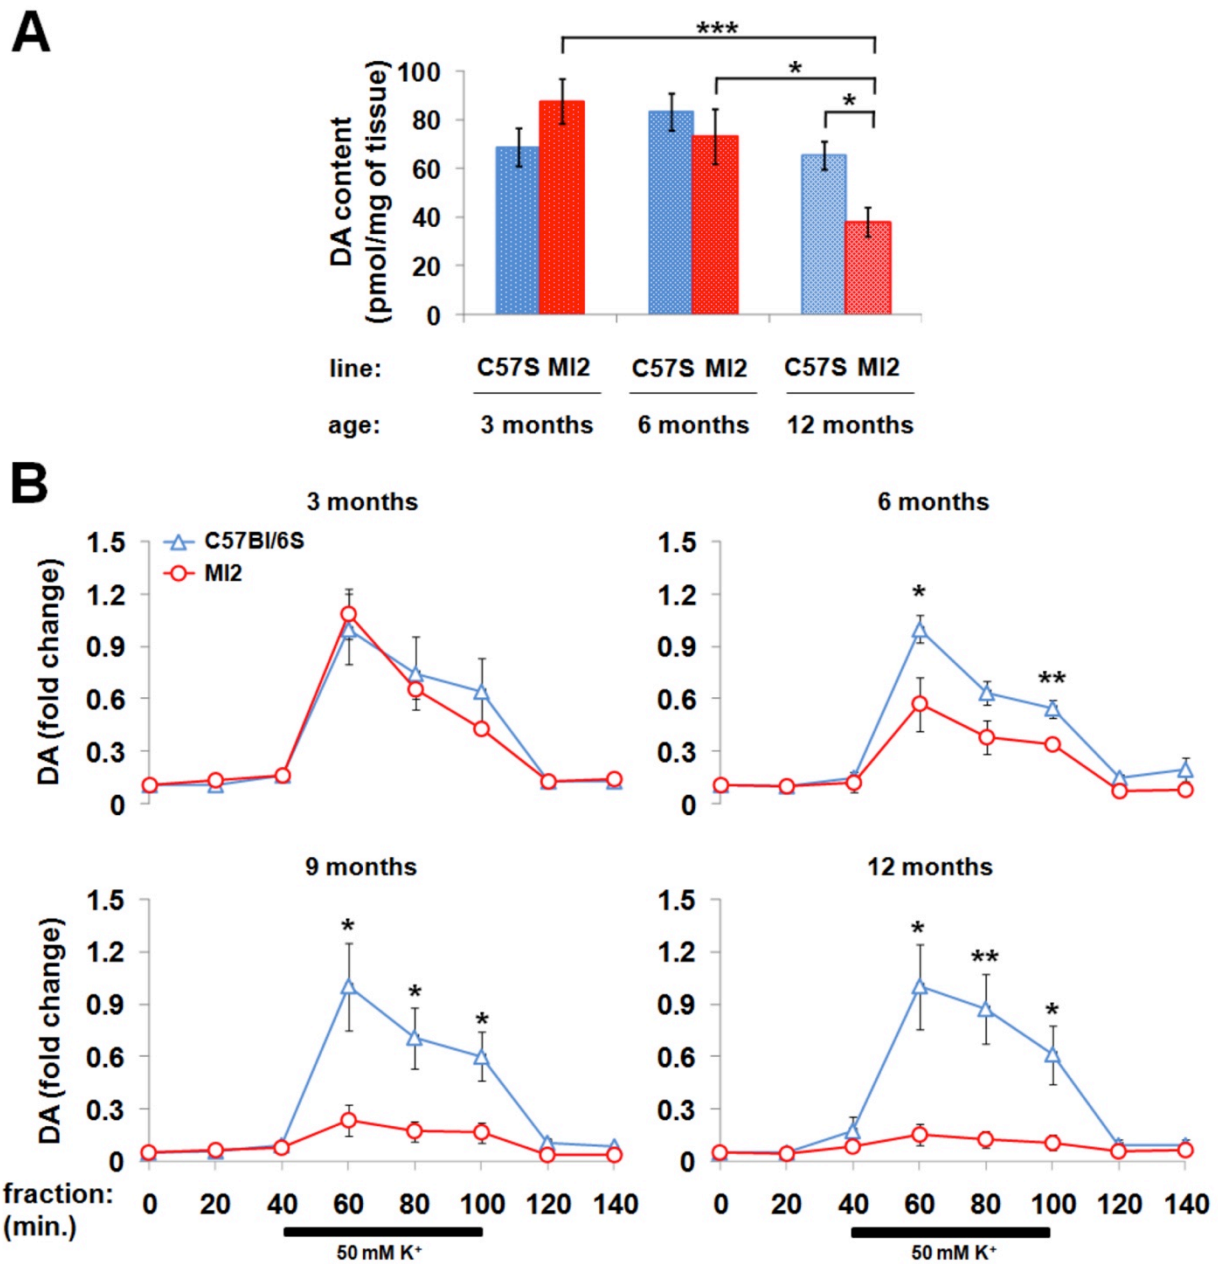 A
***
*
*
DA content
(pmol/mg of tissue)
100
80
60
40
20
0
line: C57S MI2 C57S MI2 C57S MI2
age: 3 months 6 months 12 months
B
3 months
6 months
DA (fold change)
1.5
1.2
0.9
0.6
0.3
0
C57Bl/6S
MI2
1.5
1.2
0.9
0.6
0.3
0
*
**
9 months
12 months
DA (fold change)
1.5
1.2
0.9
0.6
0.3
0
*
*
*
1.5
1.2
0.9
0.6
0.3
0
*
**
*
fraction:
(min.)
0 20 40 60 80 100 120 140
0 20 40 60 80 100 120 140
50 mM K⁺
50 mM K⁺